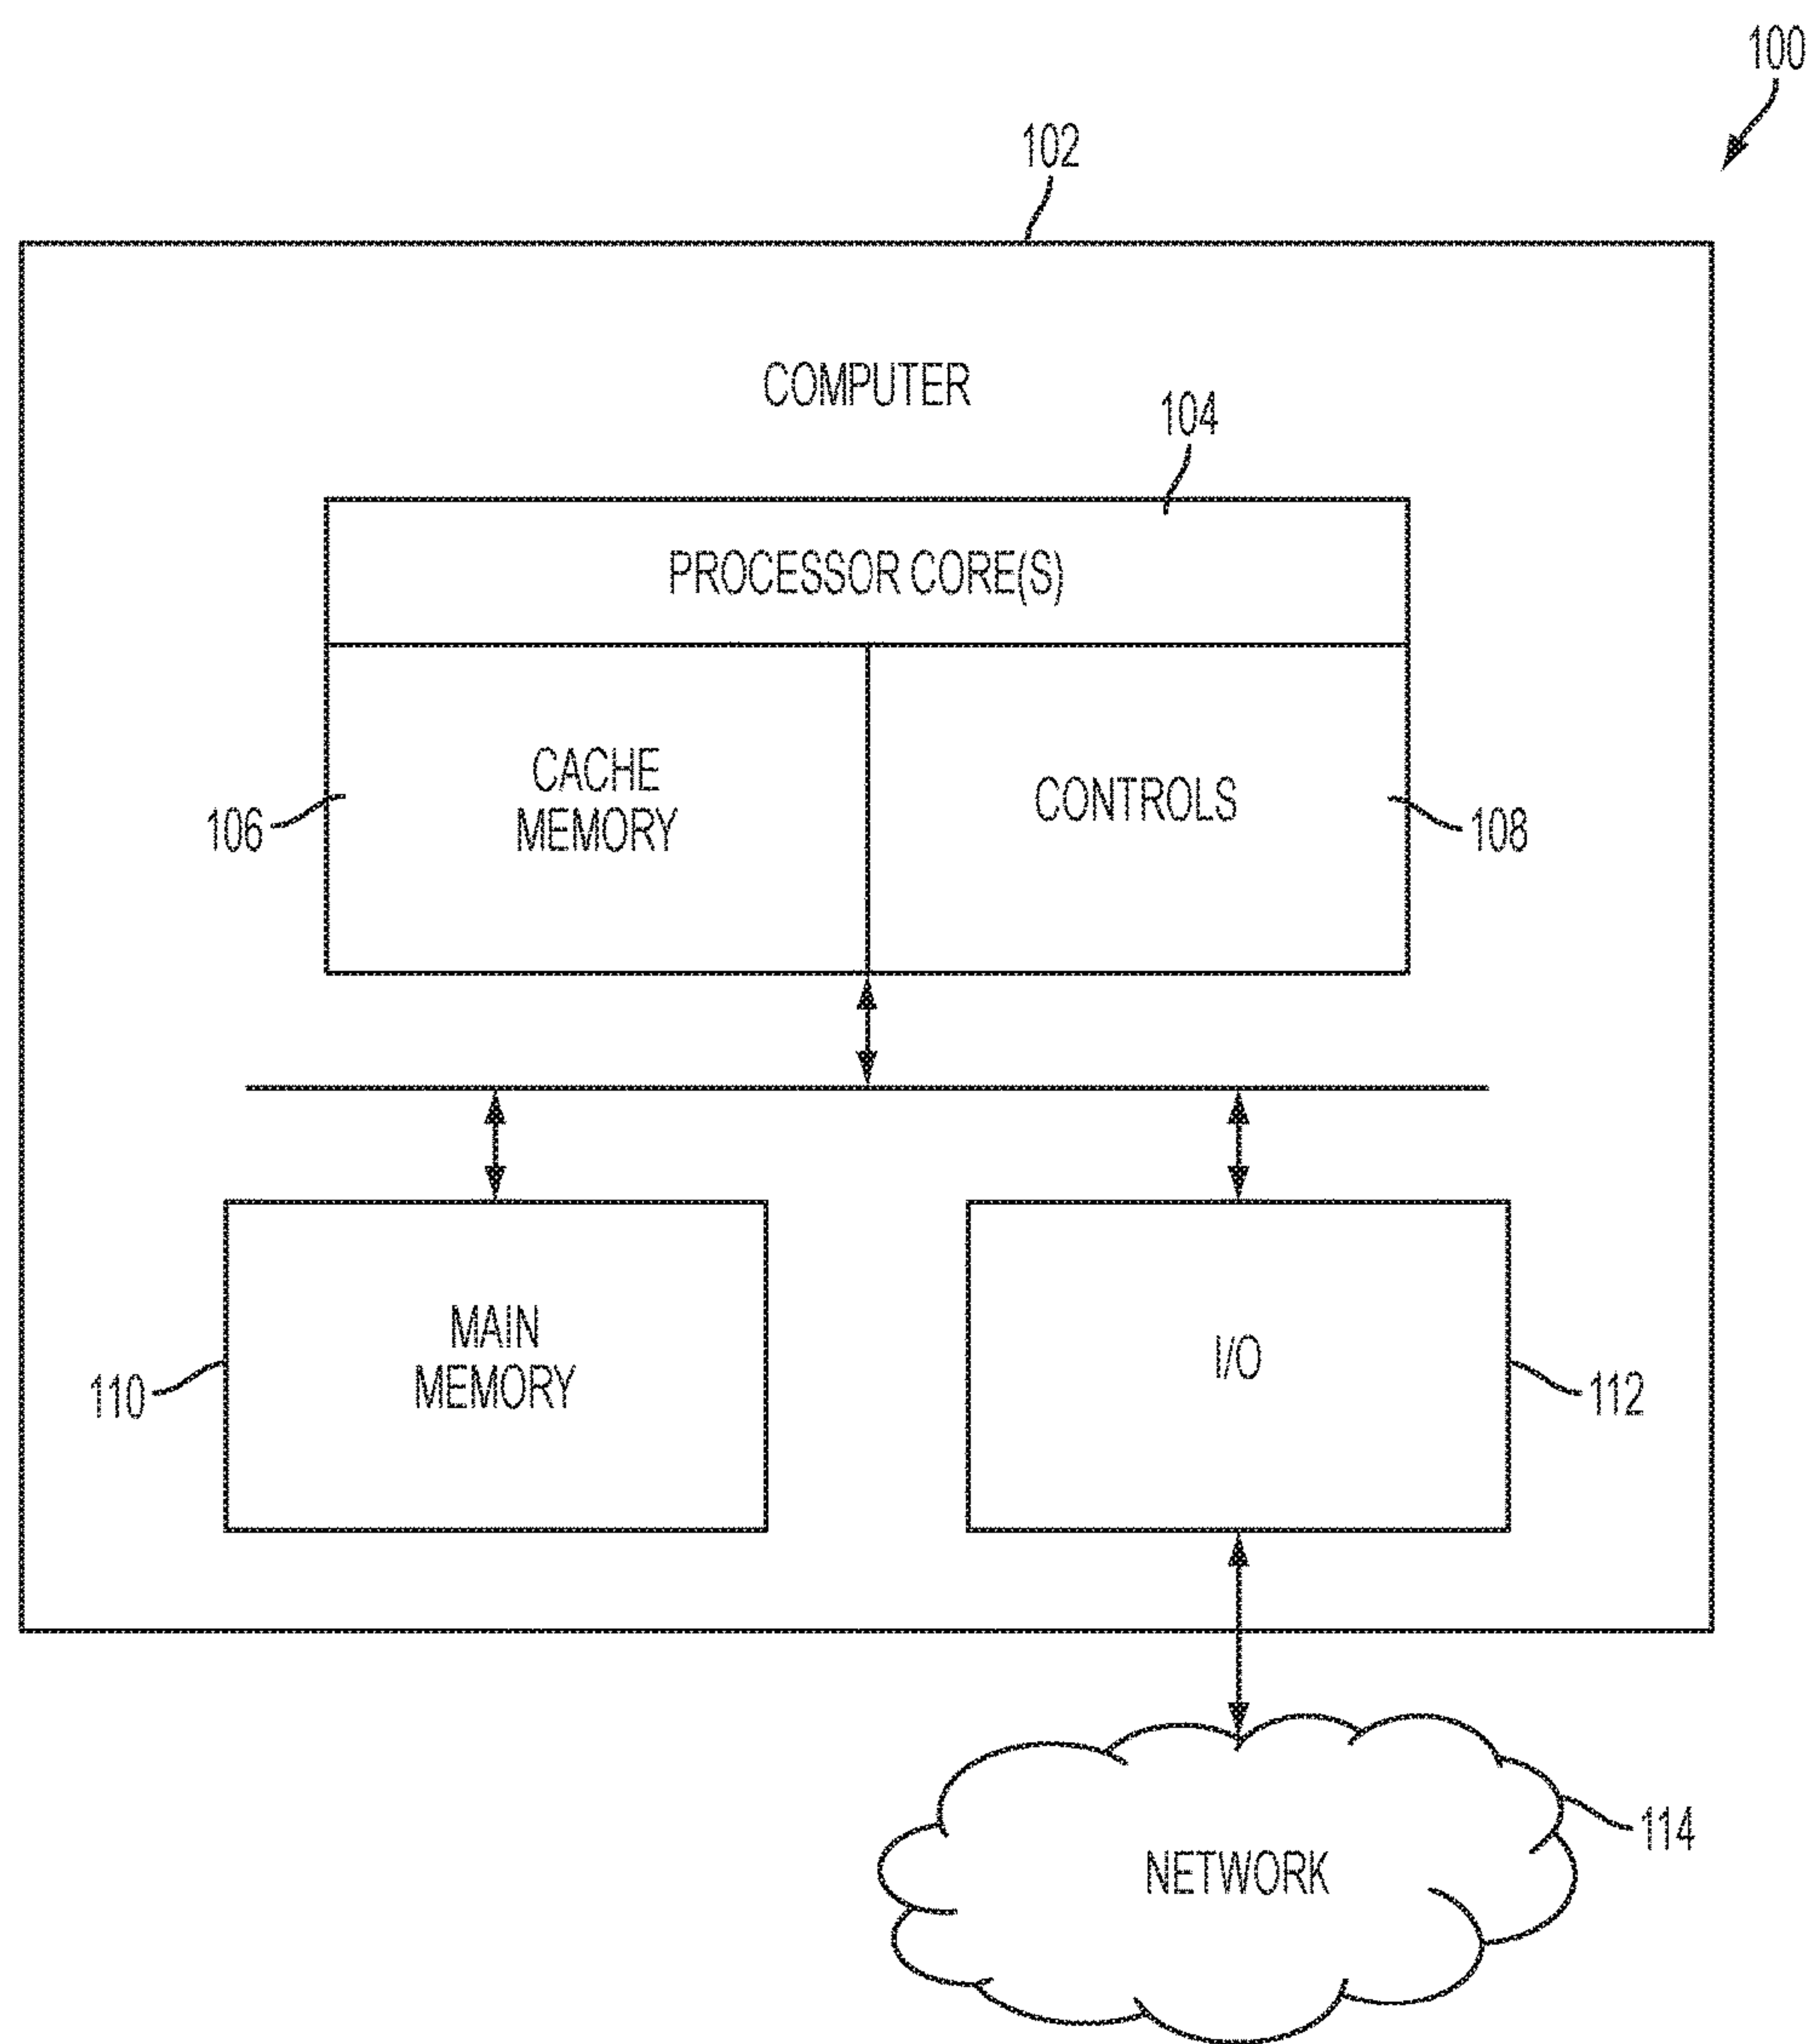 100
102
COMPUTER
104
PROCESSOR CORE(S)
CACHE
MEMORY
CONTROLS
106
108
MAIN
MEMORY
I/O
110
112
114
NETWORK